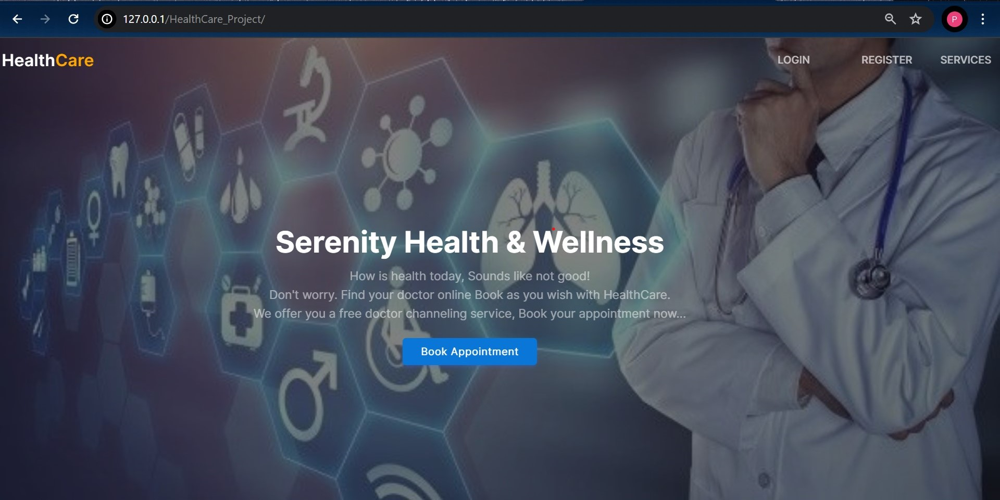 127.0.0.1/HealthCare_Project/
P
HealthCare
LOGIN REGISTER SERVICES
Serenity Health & Wellness
How is health today, Sounds like not good!
Don't worry. Find your doctor online Book as you wish with HealthCare.
We offer you a free doctor channeling service, Book your appointment now...
Book Appointment